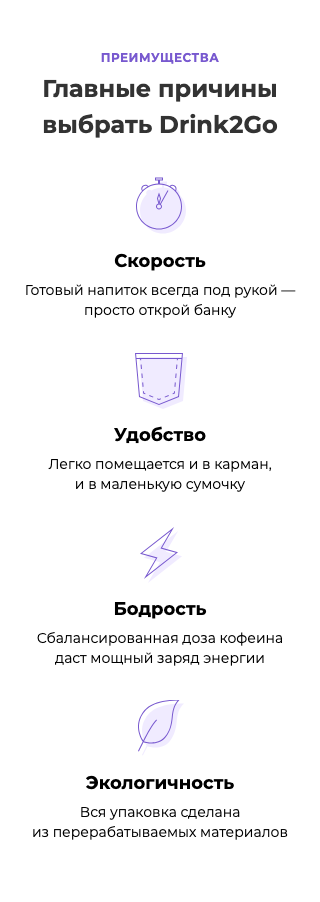 ПРЕИМУЩЕСТВА
Главные причины
выбрать Drink2Go
Скорость
Готовый напиток всегда под рукой —
просто открой банку
Удобство
Легко помещается и в карман,
и в маленькую сумочку
Бодрость
Сбалансированная доза кофеина
даст мощный заряд энергии
Экологичность
Вся упаковка сделана
из перерабатываемых материалов